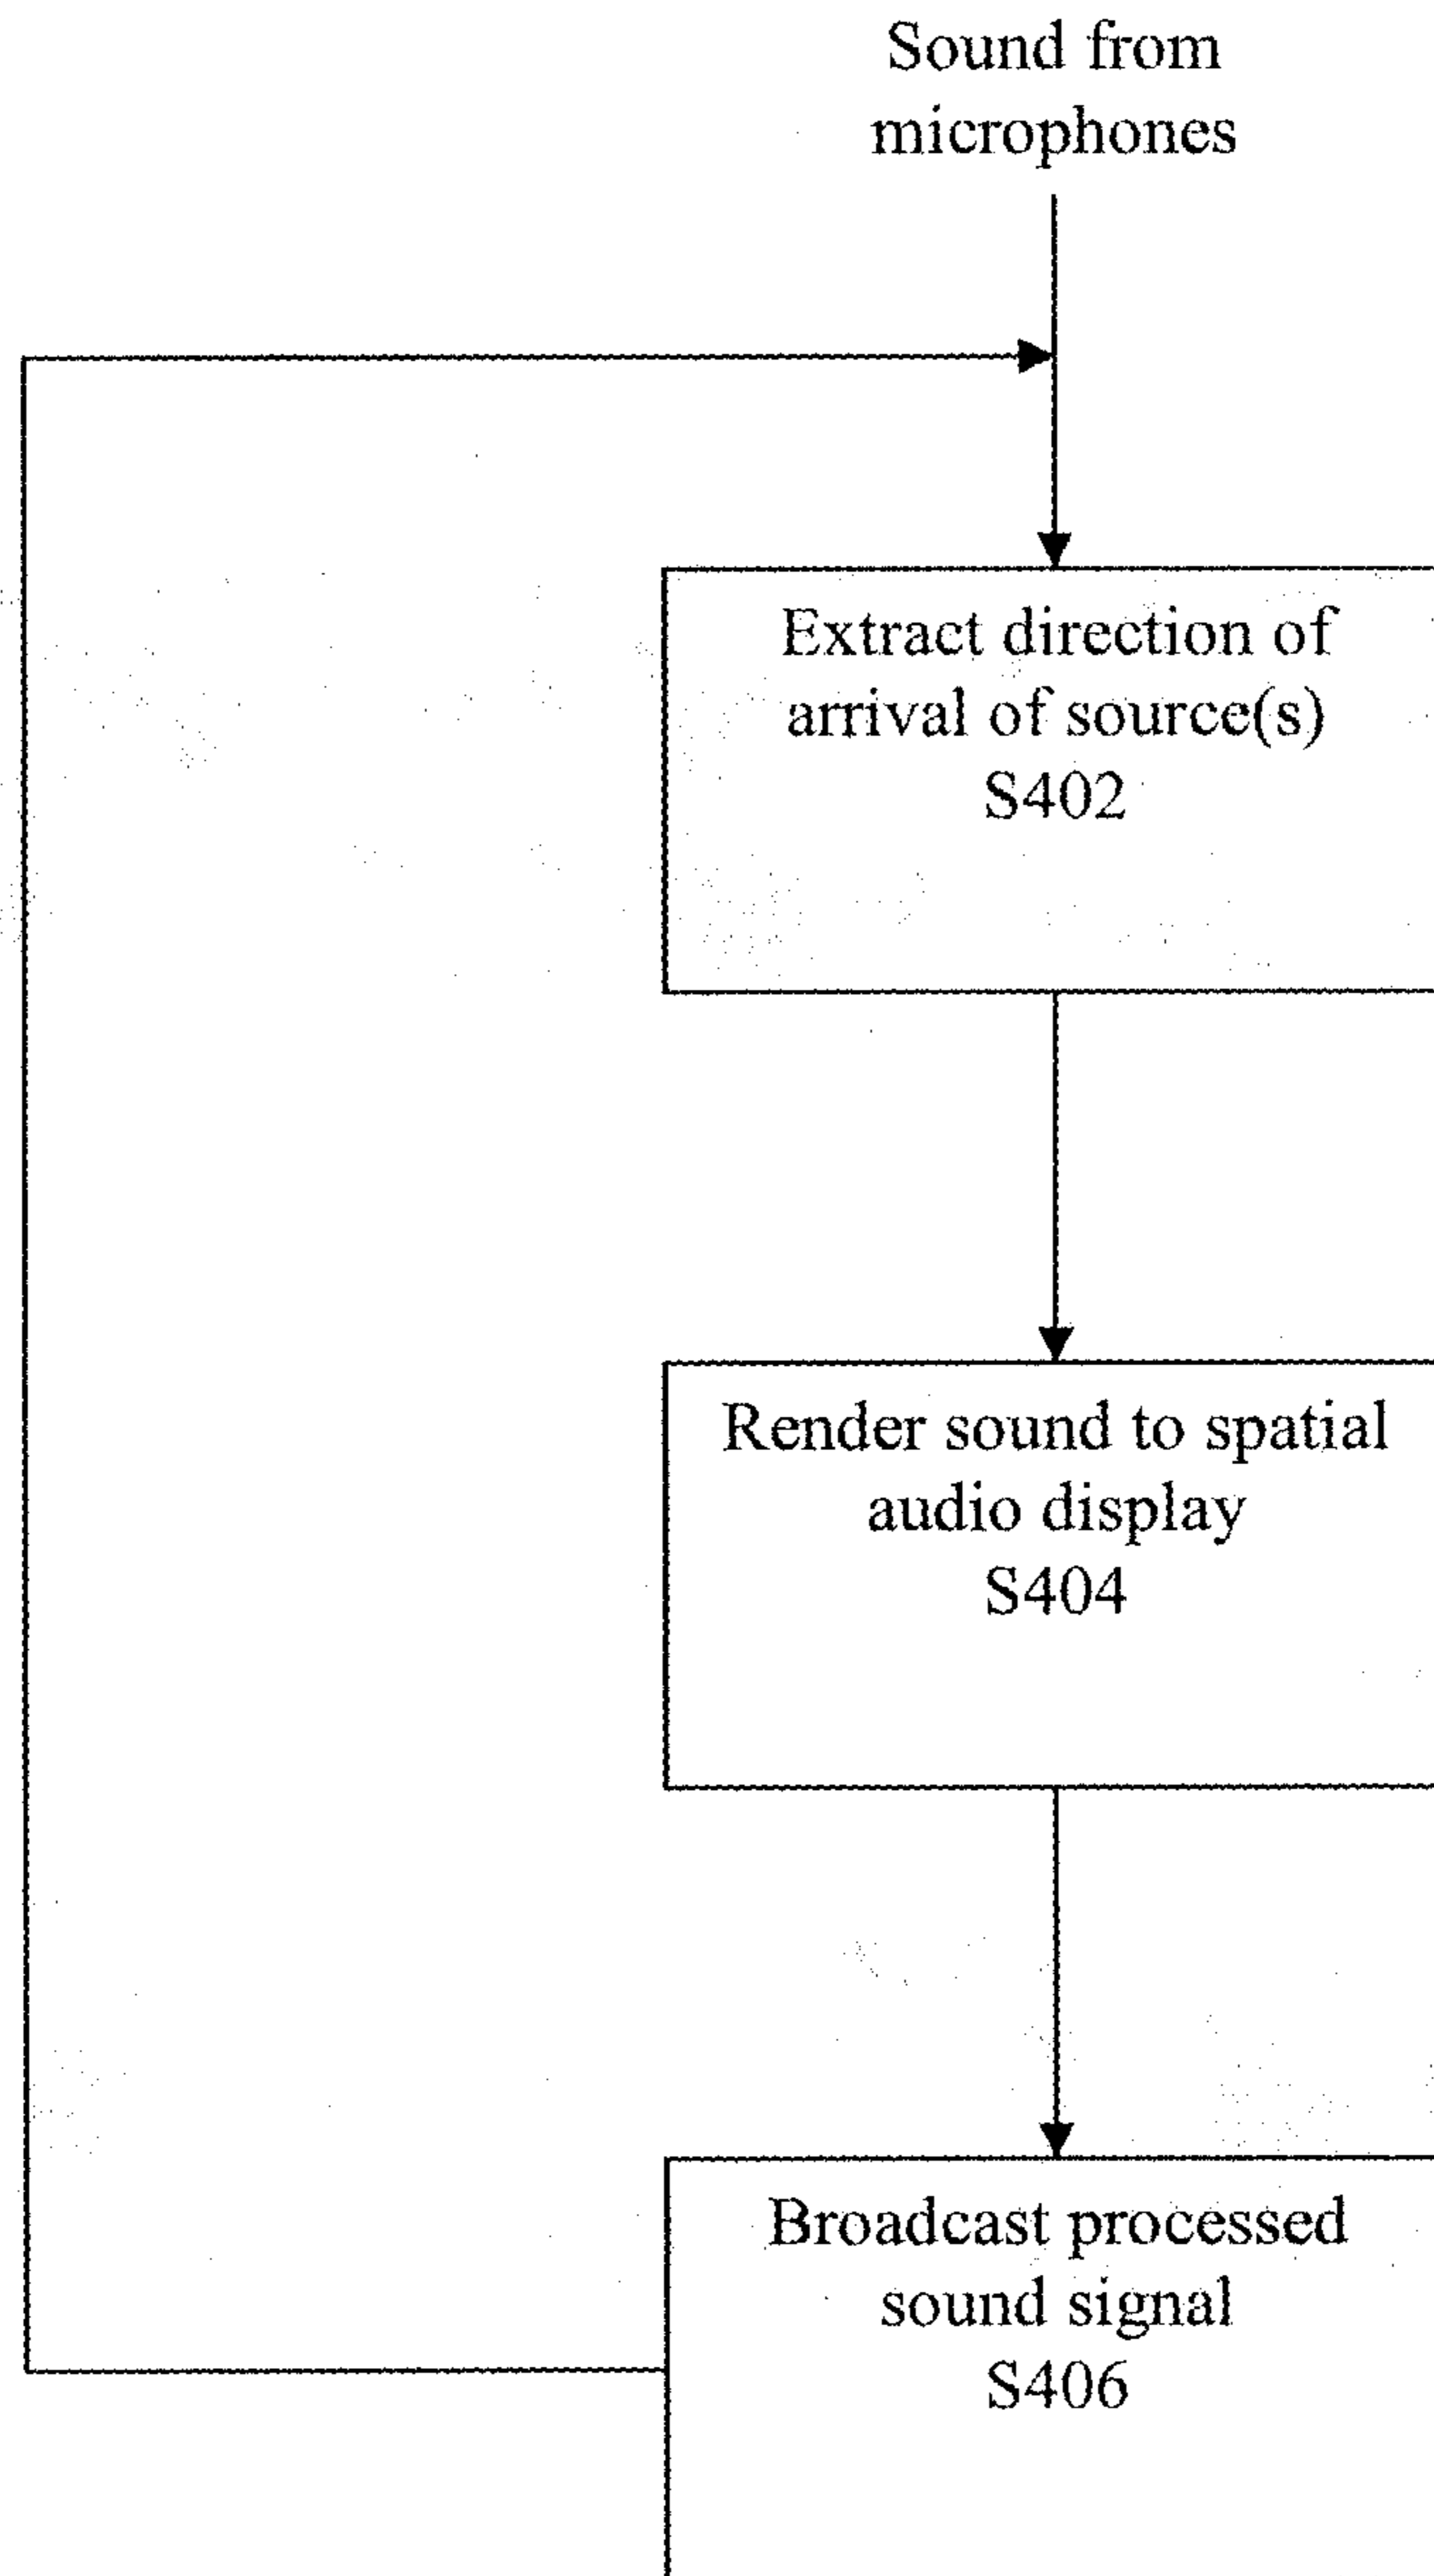 Sound from
microphones
Extract direction of
arrival of source(s)
S402
Render sound to spatial
audio display
S404
Broadcast processed
sound signal
S406